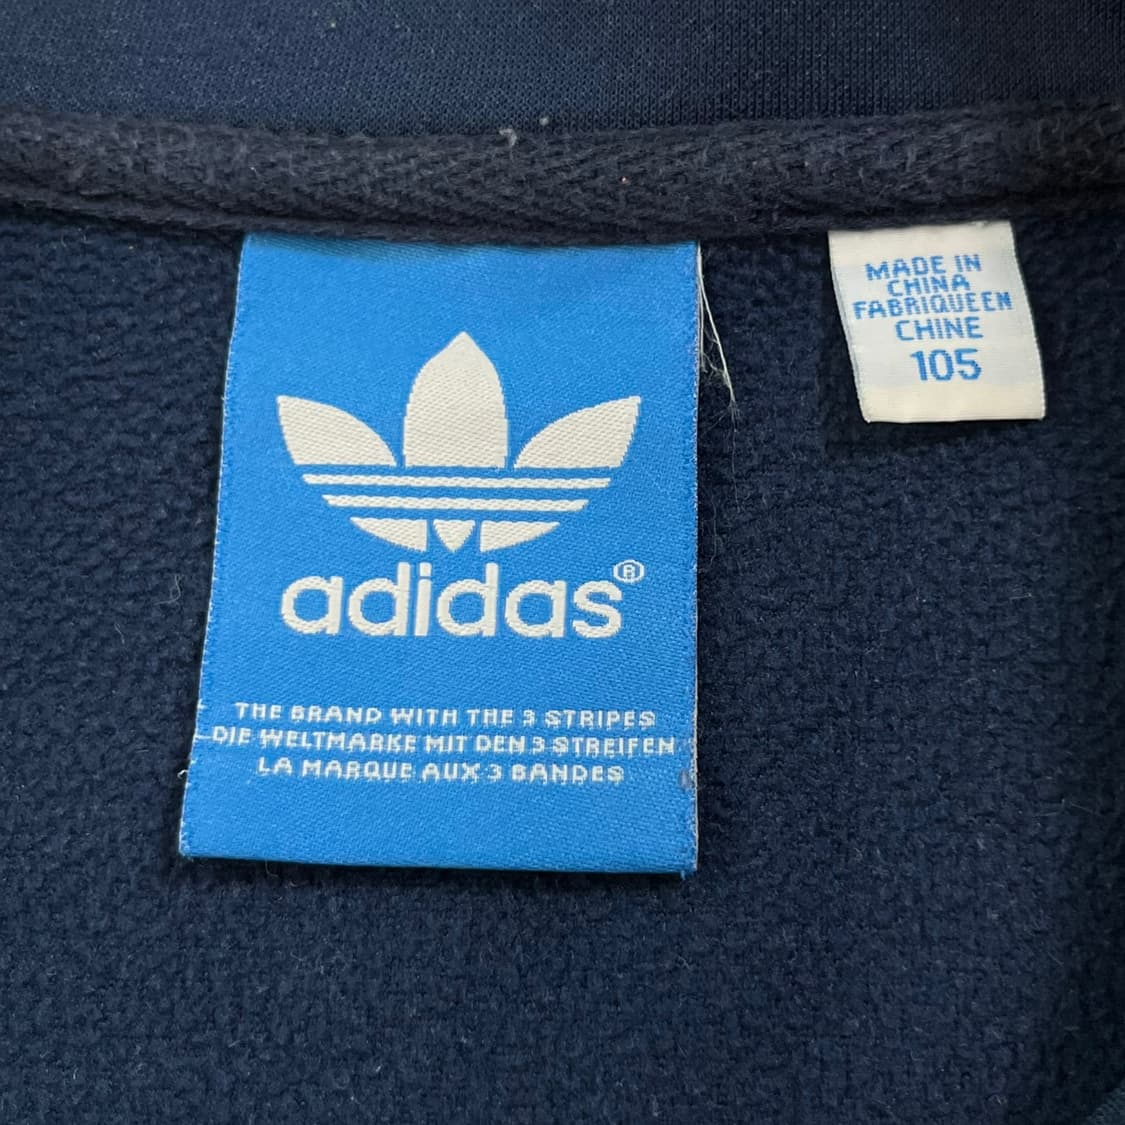 adidas®
THE BRAND WITH THE 3 STRIPES
DIE WELTMARKE MIT DEN 3 STREIFEN
LA MARQUE AUX 3 BANDES
MADE IN
CHINA
FABRIQUEEN
CHINE
105